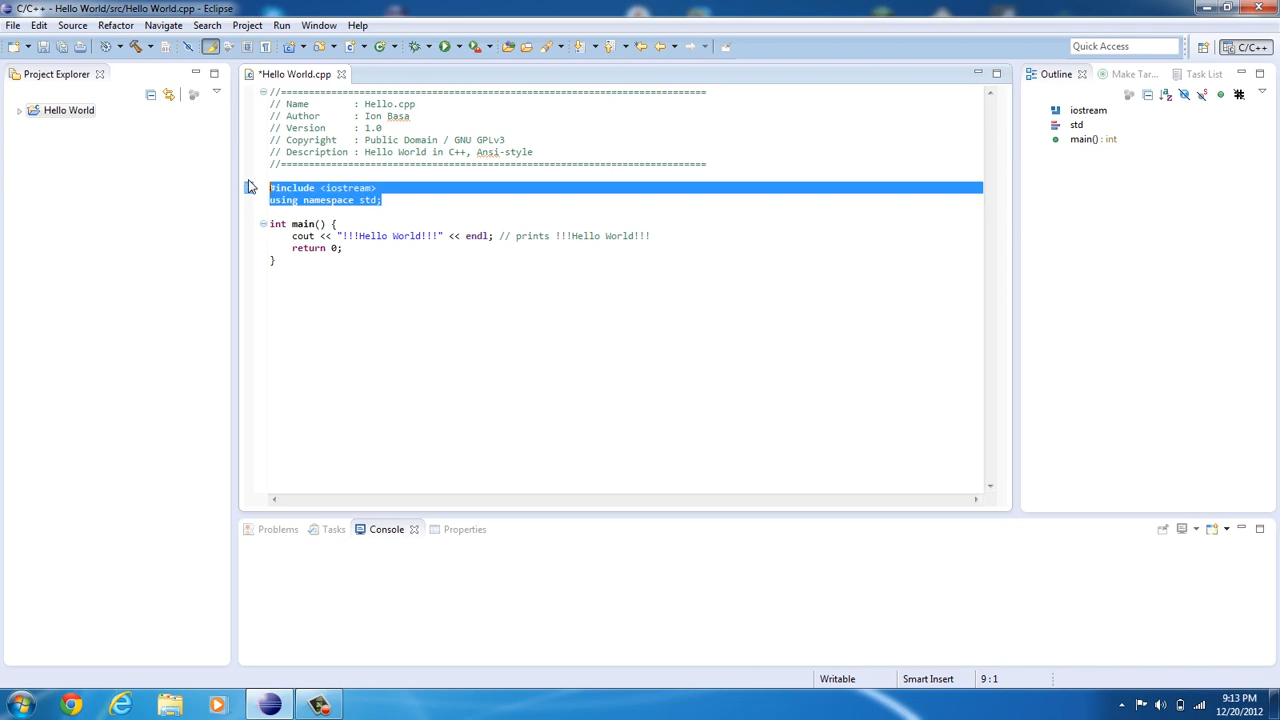 C/C++ - Hello World/src/Hello World.cpp - Eclipse
File Edit Source Refactor Navigate Search Project Run Window Help
Quick Access
C/C++
Project Explorer
*Hello World.cpp
Outline
Make Tar...
Task List
Hello World
//============================================================================
// Name : Hello.cpp
// Author : Ion Basa
// Version : 1.0
// Copyright : Public Domain / GNU GPLv3
// Description : Hello World in C++, Ansi-style
//============================================================================
#include <iostream>
using namespace std;
int main() {
cout << "!!!Hello World!!!" << endl; // prints !!!Hello World!!!
return 0;
}
iostream
std
main() : int
Problems
Tasks
Console
Properties
Writable
Smart Insert
9 : 1
9:13 PM
12/20/2012